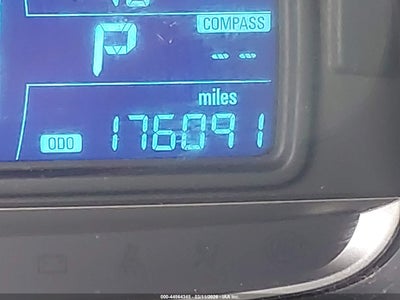 P
COMPASS
--
miles
ODO 176091